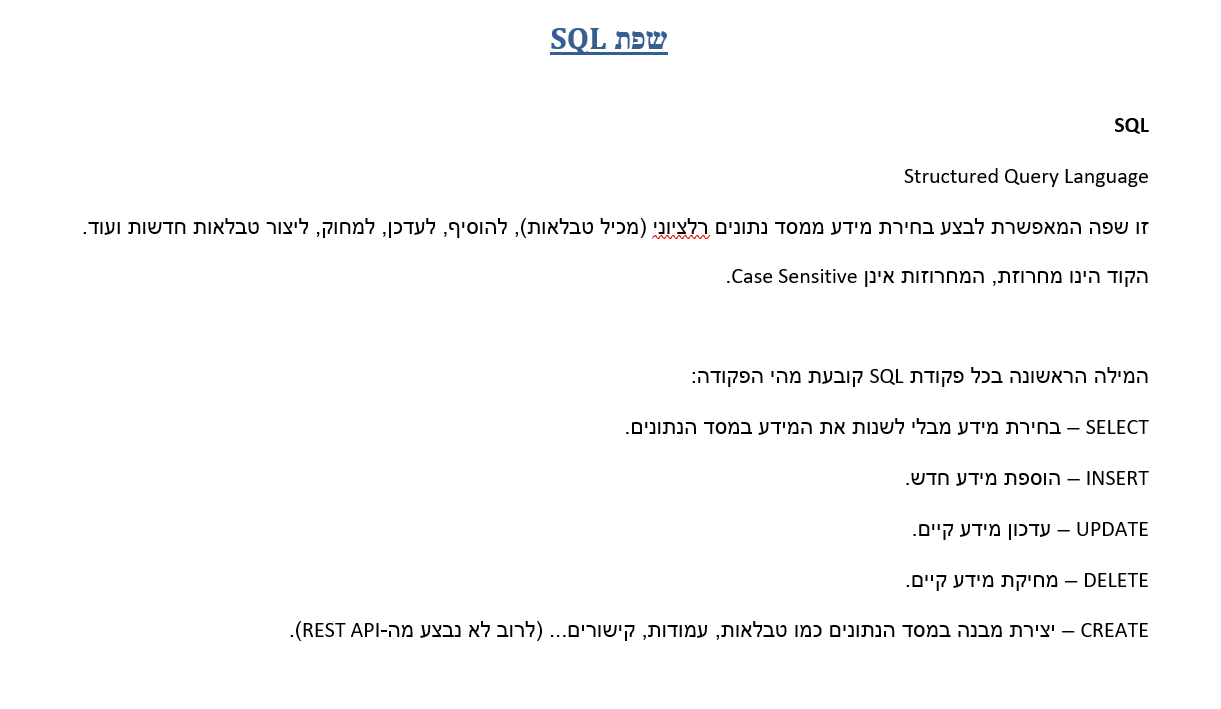 שפת SQL
SQL
Structured Query Language
זו שפה המאפשרת לבצע בחירת מידע ממסד נתונים רלציוני (מכיל טבלאות), להוסיף, לעדכן, למחוק, ליצור טבלאות חדשות ועוד.
הקוד הינו מחרוזת, המחרוזות אינן Case Sensitive.
המילה הראשונה בכל פקודת SQL קובעת מהי הפקודה:
SELECT – בחירת מידע מבלי לשנות את המידע במסד הנתונים.
INSERT – הוספת מידע חדש.
UPDATE – עדכון מידע קיים.
DELETE – מחיקת מידע קיים.
CREATE – יצירת מבנה במסד הנתונים כמו טבלאות, עמודות, קישורים... (לרוב לא נבצע מה-REST API).